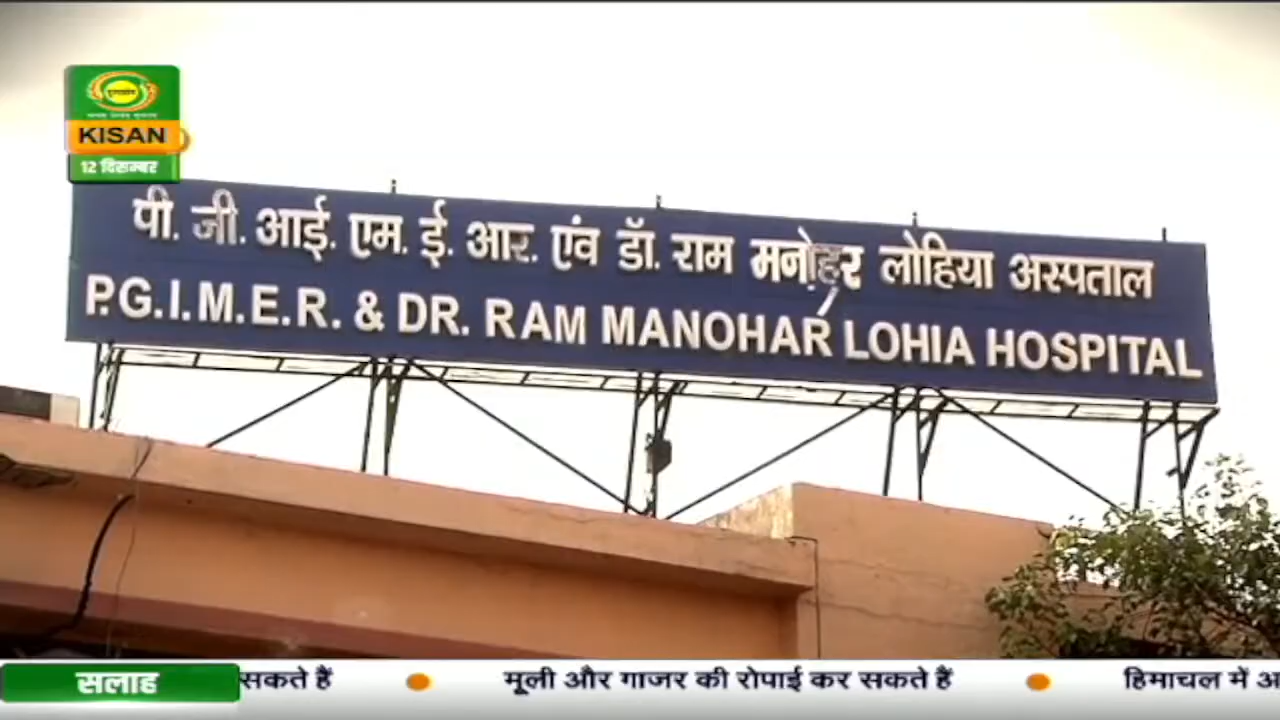 KISAN
12 दिसम्बर
पी. जी. आई. एम. ई. आर. एंव डॉ. राम मनोहर लोहिया अस्पताल
P.G.I.M.E.R. & DR. RAM MANOHAR LOHIA HOSPITAL
सलाह सकते हैं मूली और गाजर की रोपाई कर सकते हैं हिमाचल में